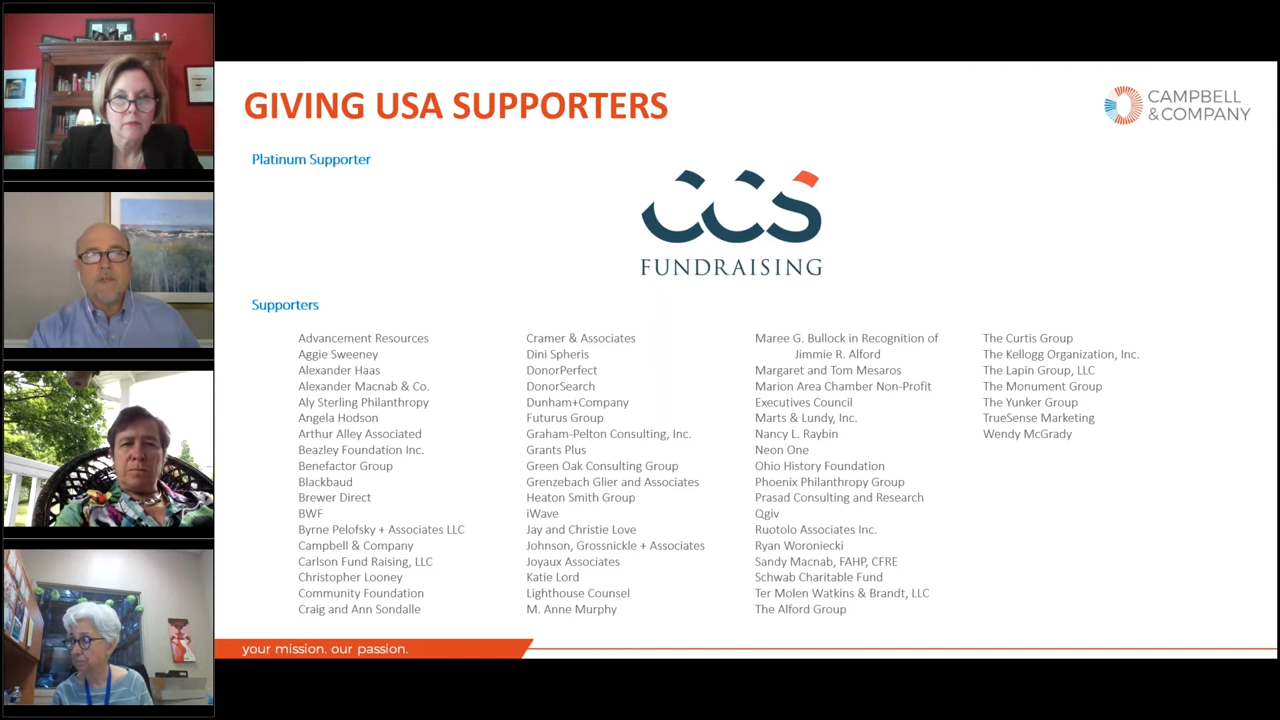 GIVING USA SUPPORTERS
CAMPBELL
& COMPANY
Platinum Supporter
CCS
FUNDRAISING
Supporters
Advancement Resources
Aggie Sweeney
Alexander Haas
Alexander Macnab & Co.
Aly Sterling Philanthropy
Angela Hodson
Arthur Alley Associated
Beazley Foundation Inc.
Benefactor Group
Blackbaud
Brewer Direct
BWF
Byrne Pelofsky + Associates LLC
Campbell & Company
Carlson Fund Raising, LLC
Christopher Looney
Community Foundation
Craig and Ann Sondalle
Cramer & Associates
Dini Spheris
DonorPerfect
DonorSearch
Dunham+Company
Futurus Group
Graham-Pelton Consulting, Inc.
Grants Plus
Green Oak Consulting Group
Grenzebach Glier and Associates
Heaton Smith Group
iWave
Jay and Christie Love
Johnson, Grossnickle + Associates
Joyaux Associates
Katie Lord
Lighthouse Counsel
M. Anne Murphy
Maree G. Bullock in Recognition of
Jimmie R. Alford
Margaret and Tom Mesaros
Marion Area Chamber Non-Profit
Executives Council
Marts & Lundy, Inc.
Nancy L. Raybin
Neon One
Ohio History Foundation
Phoenix Philanthropy Group
Prasad Consulting and Research
Qgiv
Ruotolo Associates Inc.
Ryan Woroniecki
Sandy Macnab, FAHP, CFRE
Schwab Charitable Fund
Ter Molen Watkins & Brandt, LLC
The Alford Group
The Curtis Group
The Kellogg Organization, Inc.
The Lapin Group, LLC
The Monument Group
The Yunker Group
TrueSense Marketing
Wendy McGrady
your mission. our passion.